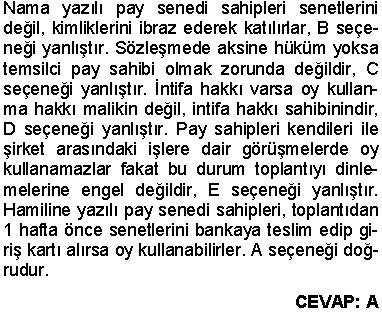 Nama yazılı pay senedi sahipleri senetlerini
değil, kimliklerini ibraz ederek katılırlar, B seçe-
neği yanlıştır. Sözleşmede aksine hüküm yoksa
temsilci pay sahibi olmak zorunda değildir, C
seçeneği yanlıştır. İntifa hakkı varsa oy kullan-
ma hakkı malikin değil, intifa hakkı sahibinindir,
D seçeneği yanlıştır. Pay sahipleri kendileri ile
şirket arasındaki işlere dair görüşmelerde oy
kullanamazlar fakat bu durum toplantıyı dinle-
melerine engel değildir, E seçeneği yanlıştır.
Hamiline yazılı pay senedi sahipleri, toplantıdan
1 hafta önce senetlerini bankaya teslim edip gi-
riş kartı alırsa oy kullanabilirler. A seçeneği doğ-
rudur.
CEVAP: A